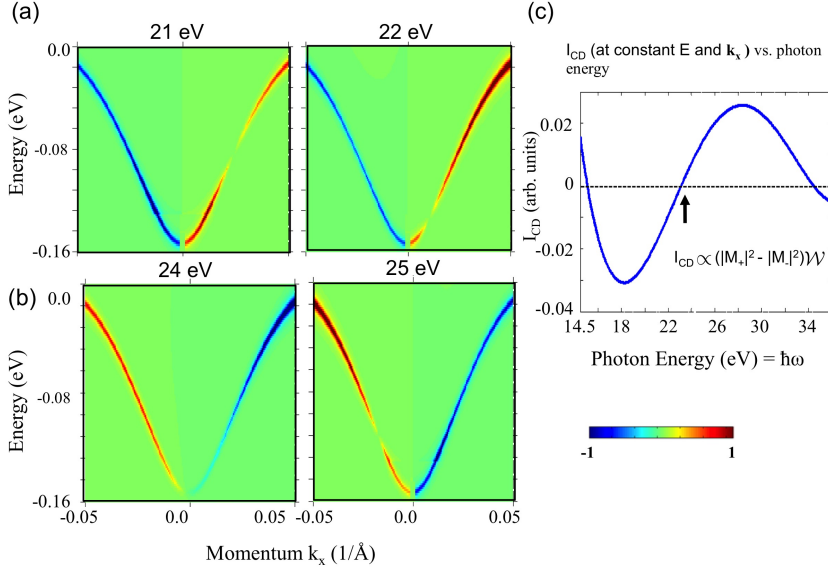 (a)
21 eV
22 eV
0.0
-0.08
-0.16
Energy (eV)
(b)
24 eV
25 eV
0.0
-0.08
-0.16
Energy (eV)
-0.05
0.0
0.05
-0.05
0.0
0.05
Momentum kₓ (1/Å)
(c)
I_CD (at constant E and kₓ) vs. photon
energy
0.02
0
-0.02
-0.04
I_CD (arb. units)
I_CD ∝ (|M₊|² - |M₋|²)𝒲
14.5
18
22
26
30
34
Photon Energy (eV) = ħω
-1
1